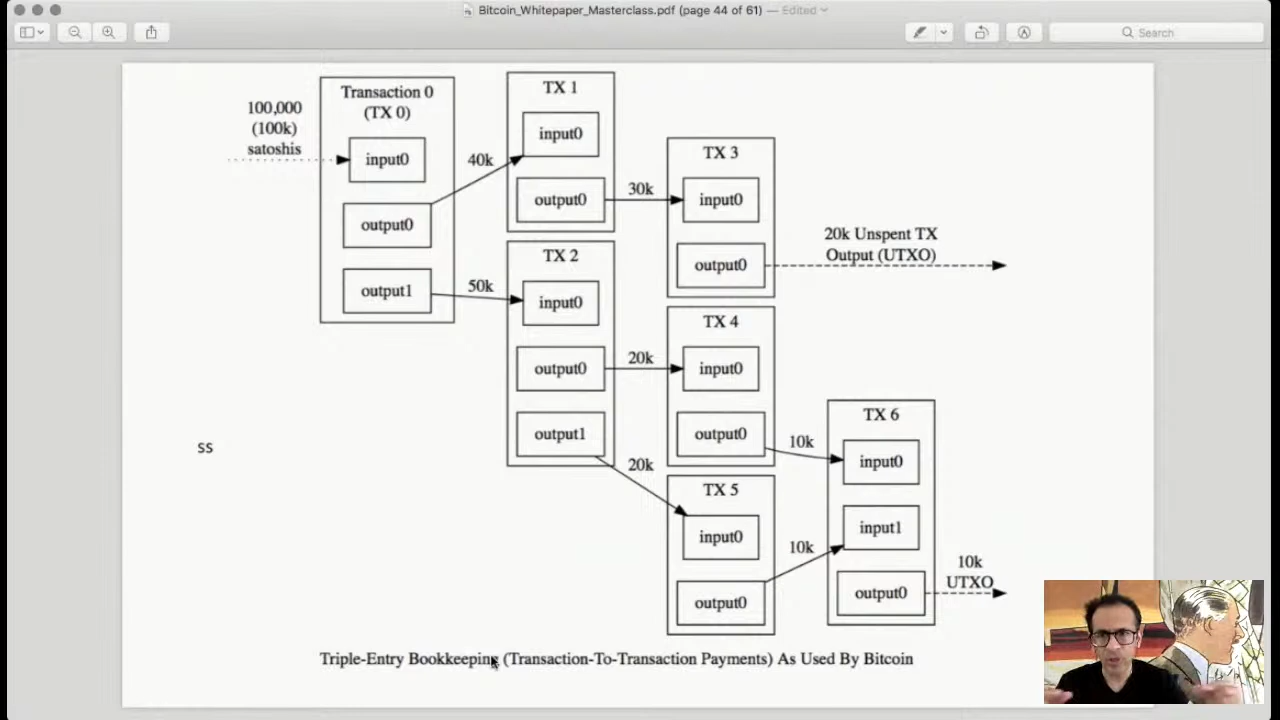 Bitcoin_Whitepaper_Masterclass.pdf (page 44 of 61) — Edited
Search
100,000
(100k)
satoshis
Transaction 0
(TX 0)
input0
output0
output1
40k
50k
TX 1
input0
output0
30k
TX 2
input0
output0
output1
20k
20k
TX 3
input0
output0
20k Unspent TX
Output (UTXO)
TX 4
input0
output0
10k
TX 5
input0
output0
10k
TX 6
input0
input1
output0
10k
UTXO
ss
Triple-Entry Bookkeeping (Transaction-To-Transaction Payments) As Used By Bitcoin